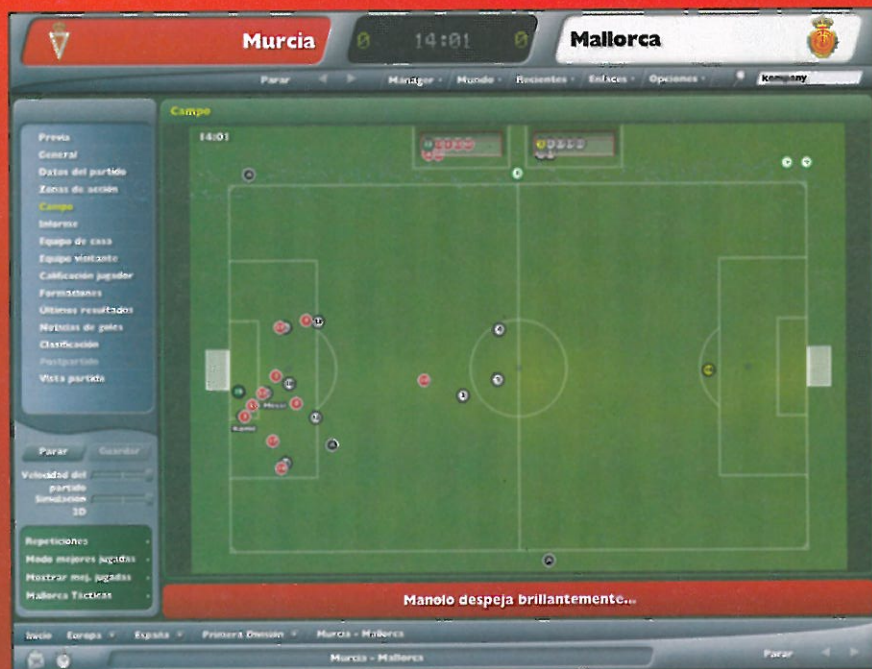 Murcia
0 14:01 0
Mallorca
Parar
Manager
Mundo
Recientes
Enlaces
Opciones
kompany
Campo
14:01
Previa
General
Datos del partido
Zonas de acción
Campo
Informe
Equipo de casa
Equipo visitante
Calificación jugador
Formaciones
Últimos resultados
Noticias de goles
Clasificación
Postpartido
Vista partido
Parar
Guardar
Velocidad del
partido
Simulación
2D
Repeticiones
Modo mejores jugadas
Mostrar mej. jugadas
Mallorca Tácticas
Manolo despeja brillantemente...
Inicio Europa España Primera División Murcia - Mallorca
Murcia - Mallorca
Parar